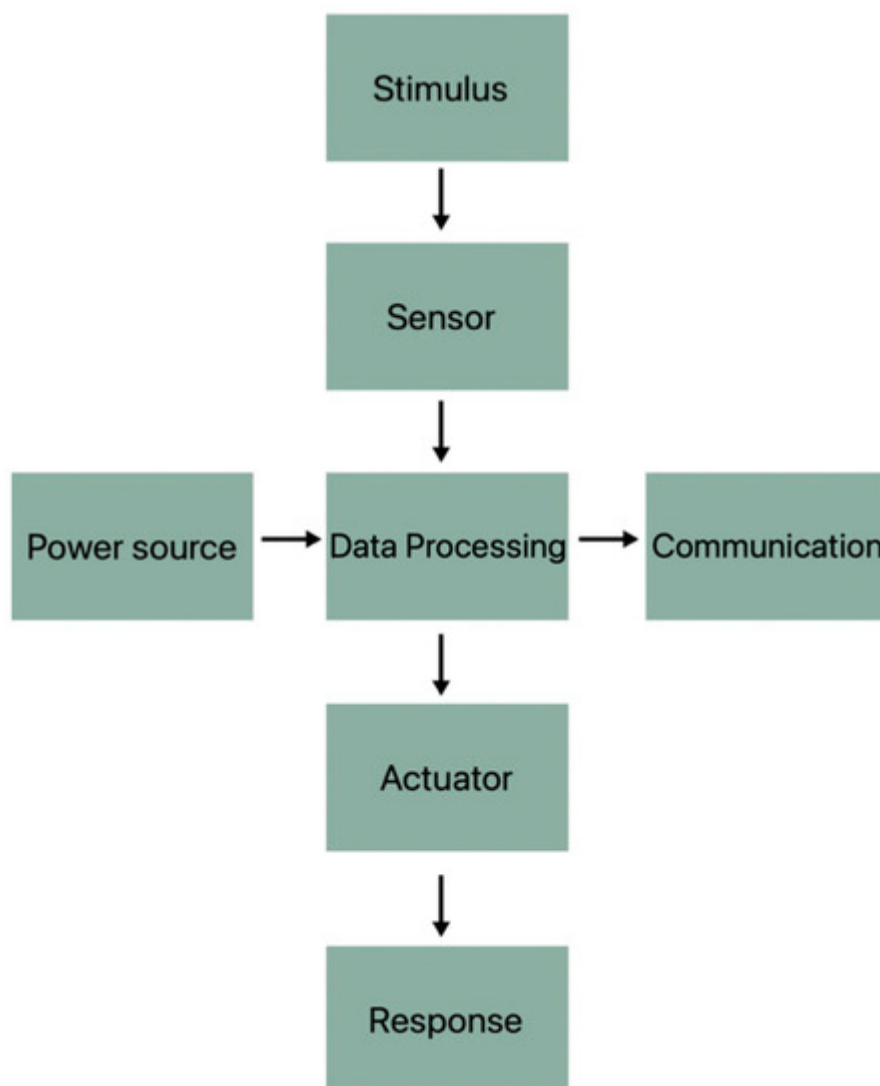 Stimulus
Sensor
Power source
Data Processing
Communication
Actuator
Response